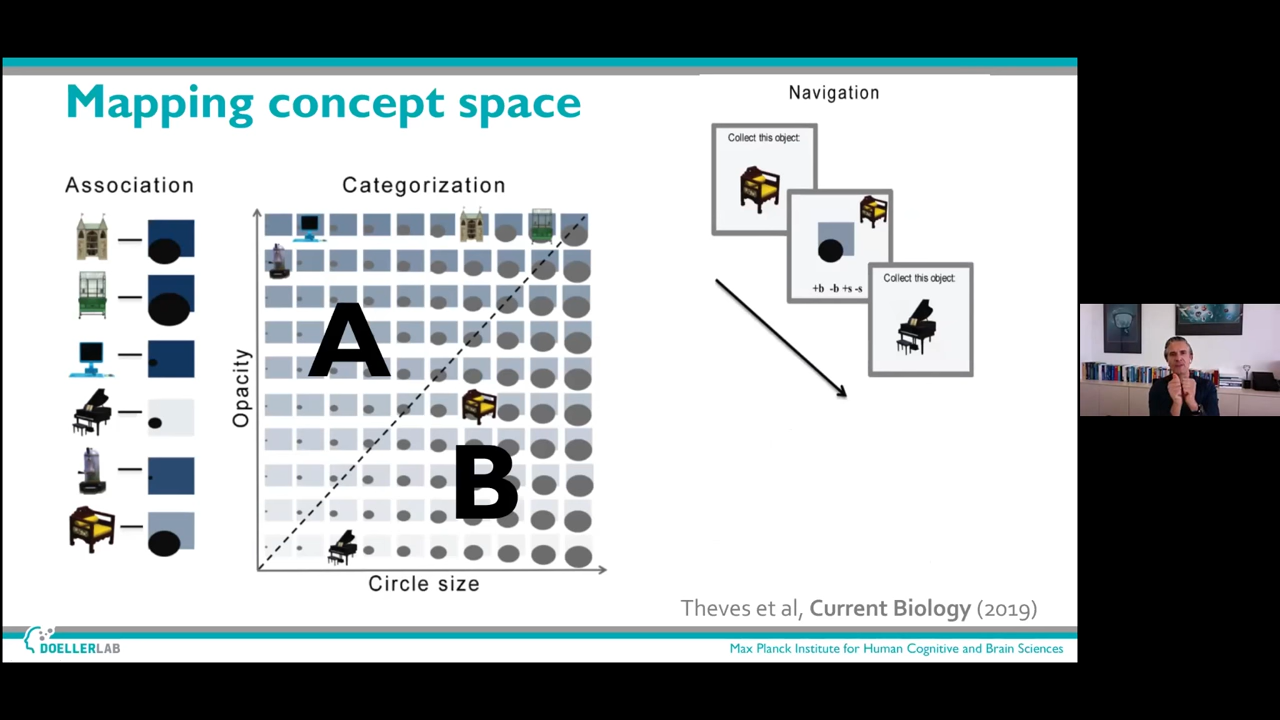 Mapping concept space
Association
Categorization
Navigation
Collect this object:
+b -b +s -s
Collect this object:
A
B
Opacity
Circle size
Theves et al, Current Biology (2019)
DOELLERLAB
Max Planck Institute for Human Cognitive and Brain Sciences